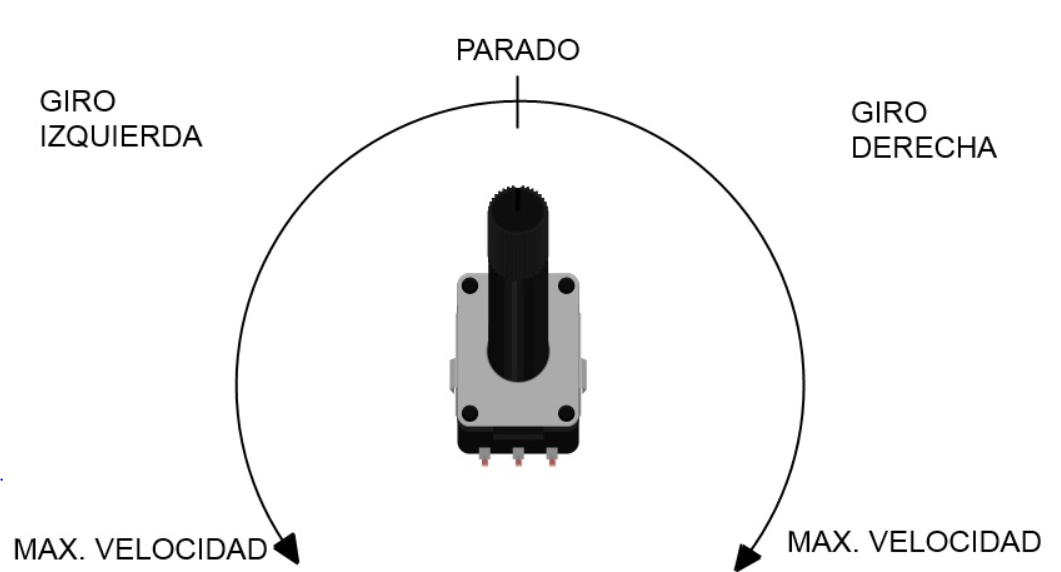 PARADO
GIRO
IZQUIERDA
GIRO
DERECHA
MAX. VELOCIDAD
MAX. VELOCIDAD